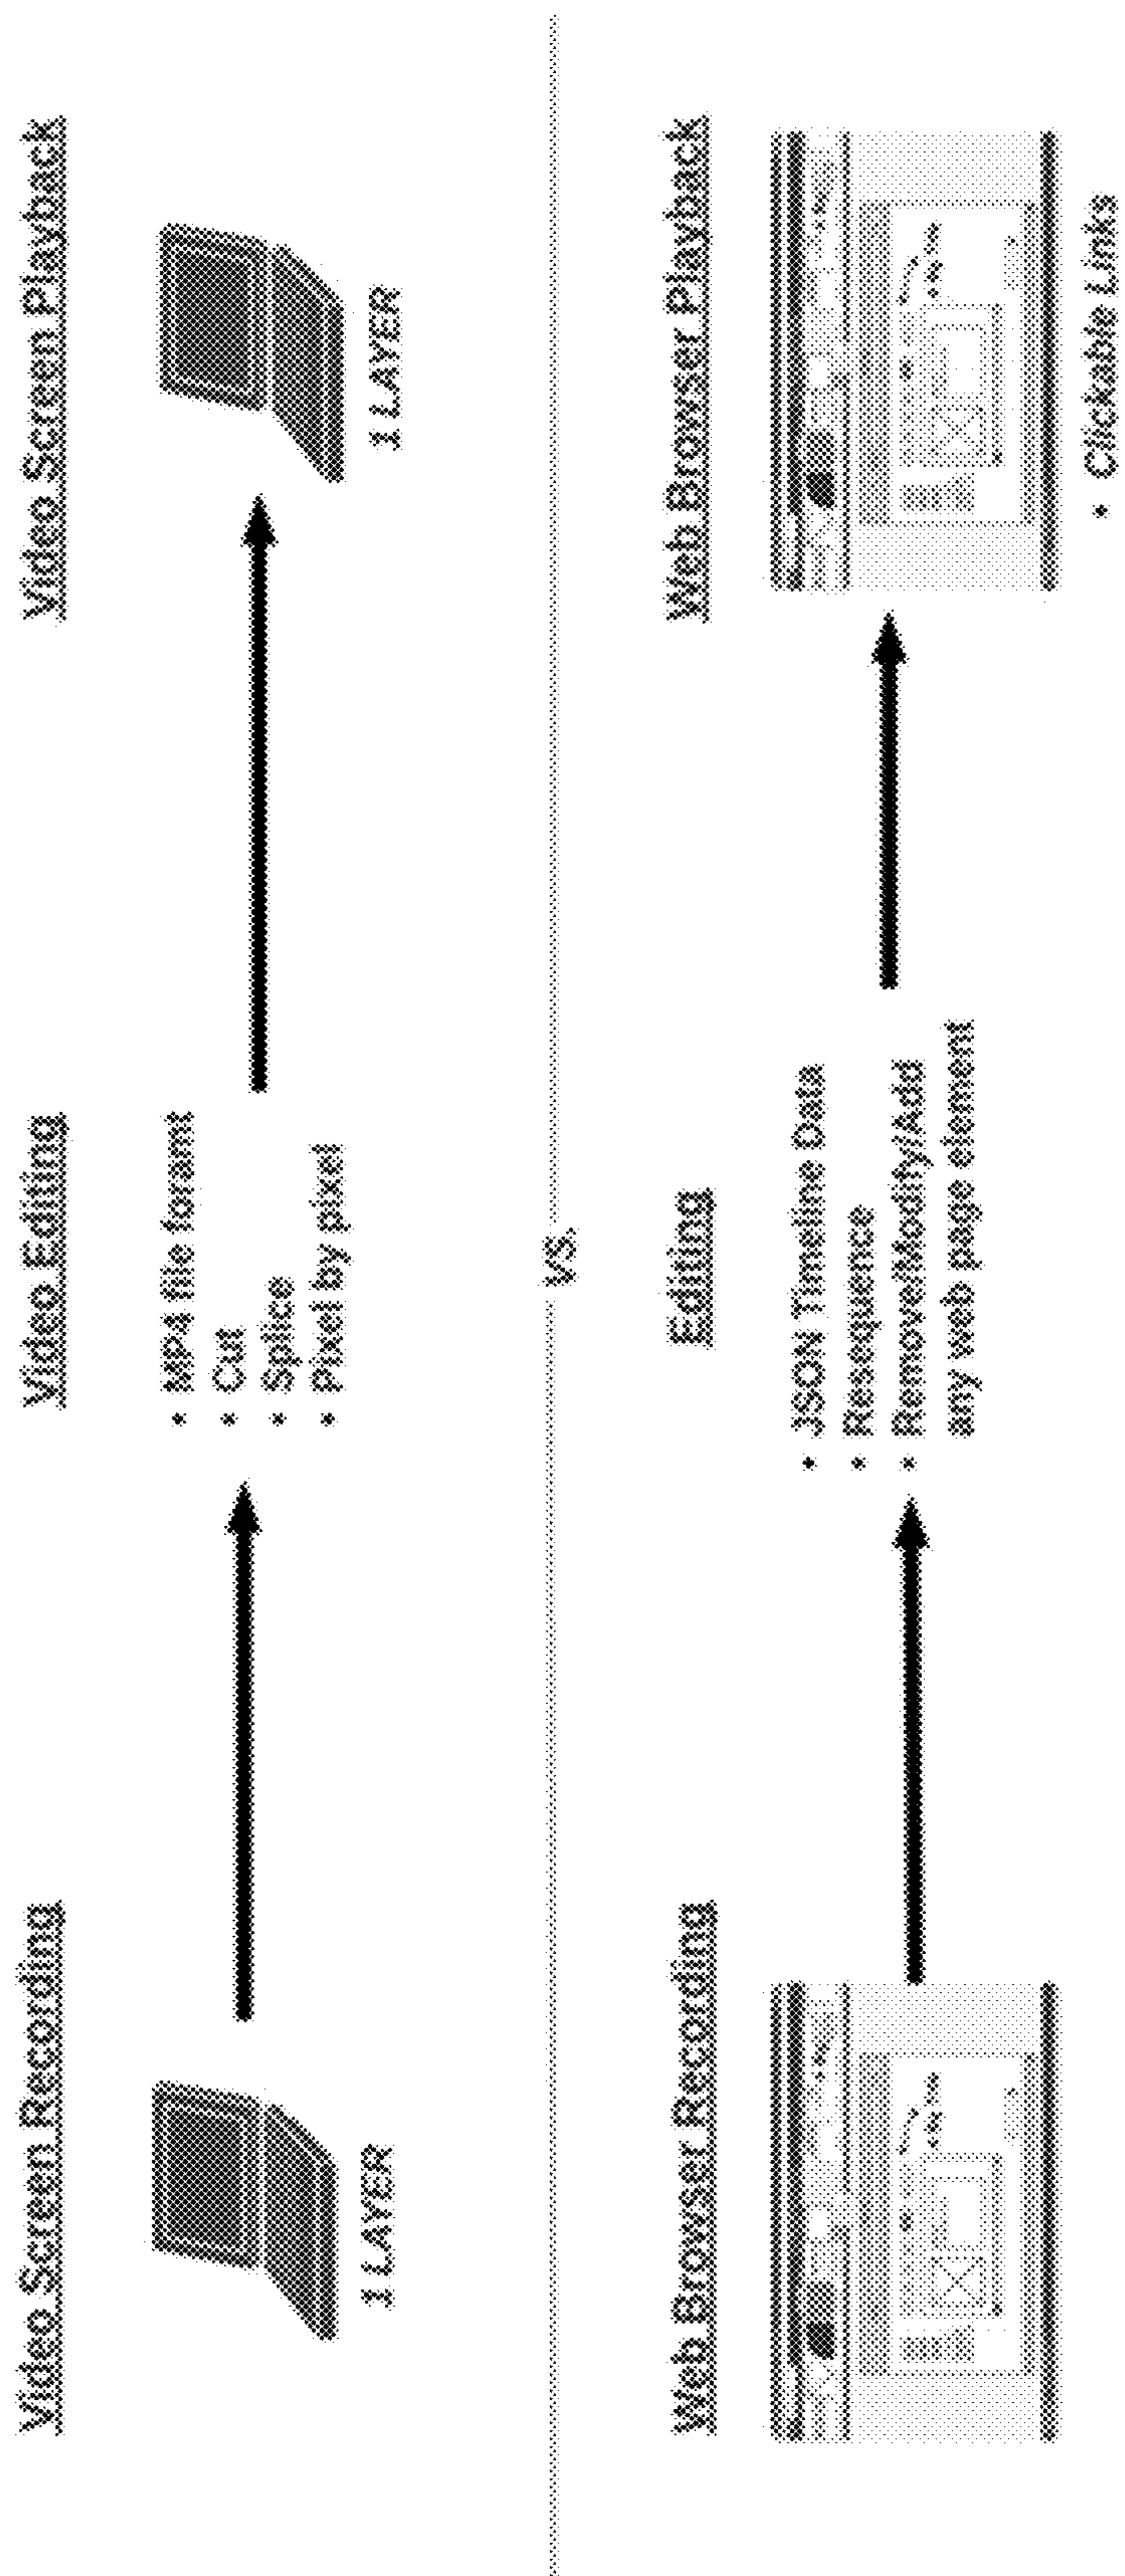 Video Screen Recording
Video Editing
Video Screen Playback
1 LAYER
• MP4 file foramt
• Cut
• Splice
• Pixel by pixel
1 LAYER
vs.
Web Browser Recording
Editing
Web Browser Playback
• JSON Timeline Data
• Resequence
• Remove/Modify/Add
any web page element
• Clickable Links